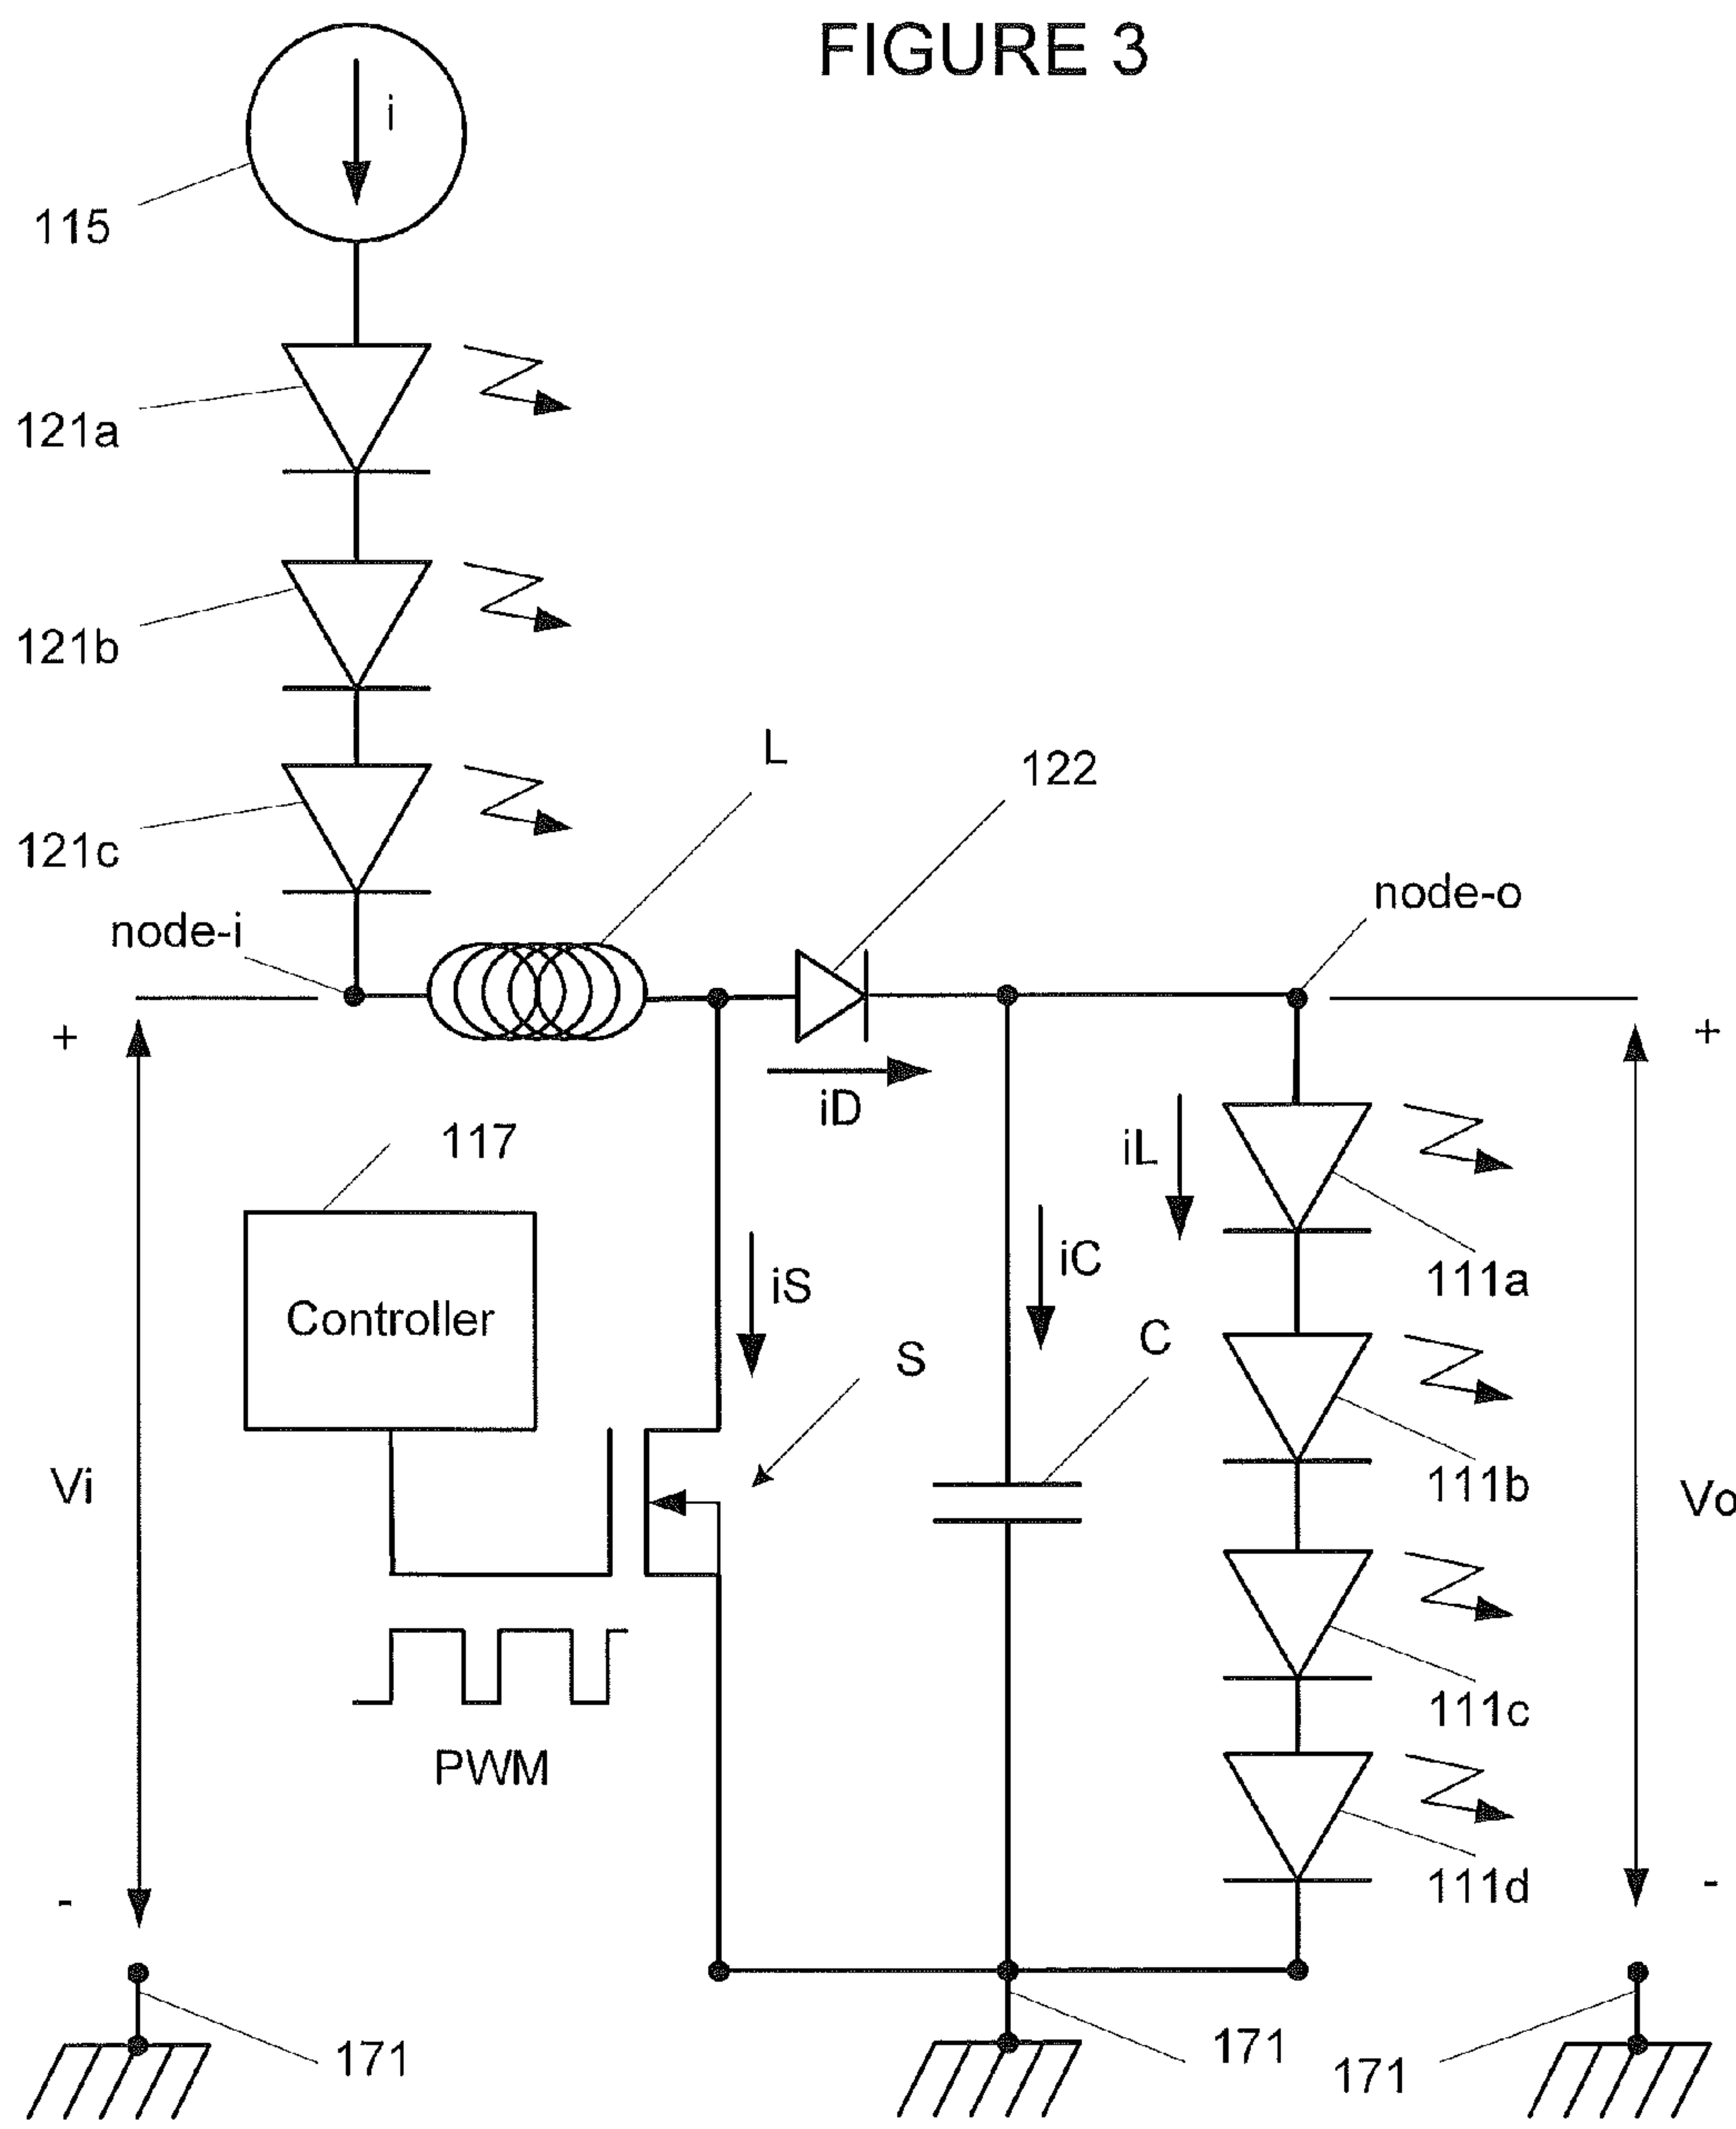 FIGURE 3
i
115
121a
121b
L
122
121c
node-i
node-o
+
+
iD
117
iL
iC
111a
iS
Controller
C
S
Vi
111b
Vo
111c
PWM
111d
-
-
171
171
171